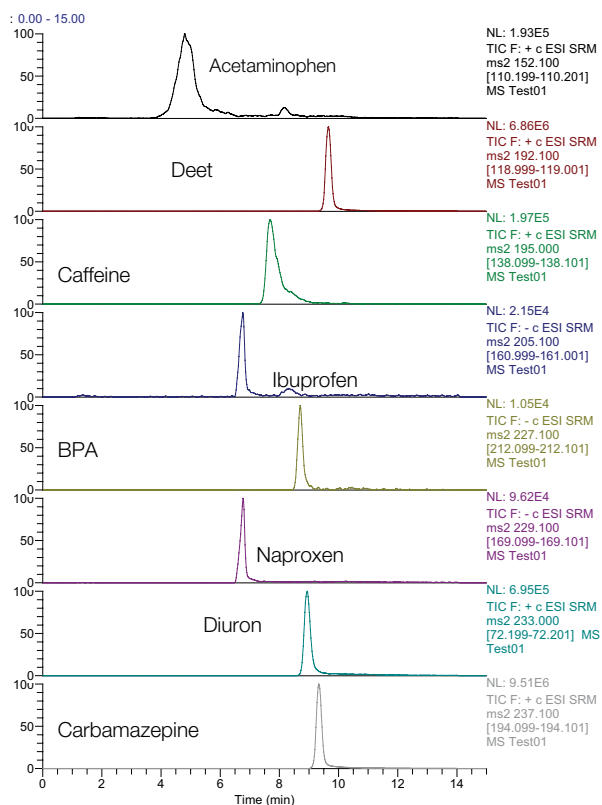 : 0.00 - 15.00
NL: 1.93E5
TIC F: + c ESI SRM
ms2 152.100
[110.199-110.201]
MS Test01
100
50
0
Acetaminophen
NL: 6.86E6
TIC F: + c ESI SRM
ms2 192.100
[118.999-119.001]
MS Test01
100
50
0
Deet
NL: 1.97E5
TIC F: + c ESI SRM
ms2 195.000
[138.099-138.101]
MS Test01
100
50
0
Caffeine
NL: 2.15E4
TIC F: - c ESI SRM
ms2 205.100
[160.999-161.001]
MS Test01
100
50
0
Ibuprofen
NL: 1.05E4
TIC F: - c ESI SRM
ms2 227.100
[212.099-212.101]
MS Test01
100
50
0
BPA
NL: 9.62E4
TIC F: - c ESI SRM
ms2 229.100
[169.099-169.101]
MS Test01
100
50
0
Naproxen
NL: 6.95E5
TIC F: + c ESI SRM
ms2 233.000
[72.199-72.201] MS
Test01
100
50
0
Diuron
NL: 9.51E6
TIC F: + c ESI SRM
ms2 237.100
[194.099-194.101]
MS Test01
100
50
0
Carbamazepine
0 2 4 6 8 10 12 14
Time (min)